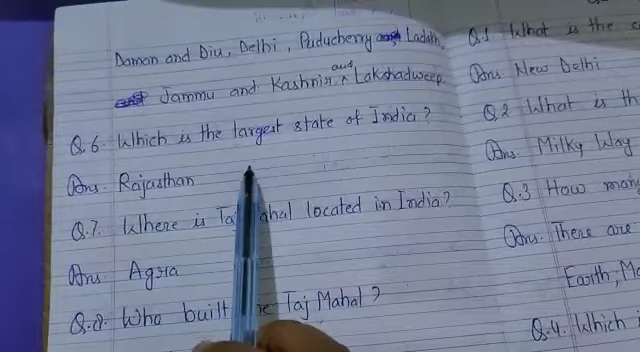 Daman and Diu, Delhi, Puducherry, Ladakh,
Jammu and Kashmir and Lakshadweep.
Q.6. Which is the largest state of India?
Ans. Rajasthan
Q.7. Where is Taj Mahal located in India?
Ans. Agra
Q.8. Who built Taj Mahal?
Q.1 What is the
Ans. New Delhi
Q.2 What is th
Ans. Milky Way
Q.3 How many
Ans. There are
Earth, Ma
Q.4. Which i